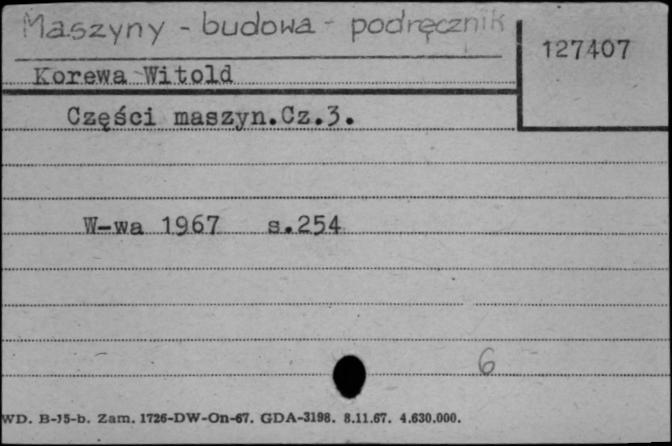 Maszyny - budowa - podręcznik
127407
Korewa Witold
Części maszyn.Cz.3.
W-wa 1967 s.254
6
WD. B-15-b. Zam. 1726-DW-On-67. GDA-3198. 8.11.67. 4.630.000.